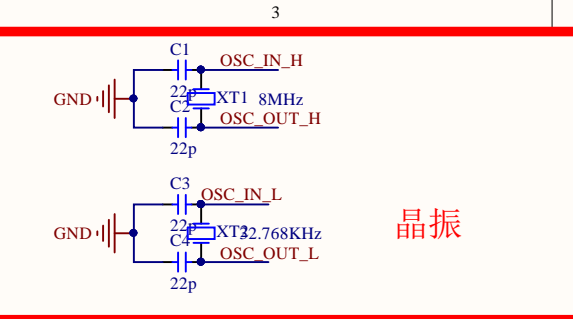 3
C1
OSC_IN_H
22p
GND
XT1 8MHz
C2
OSC_OUT_H
22p
C3
OSC_IN_L
22p
GND
XT2
32.768KHz
C4
OSC_OUT_L
22p
晶振